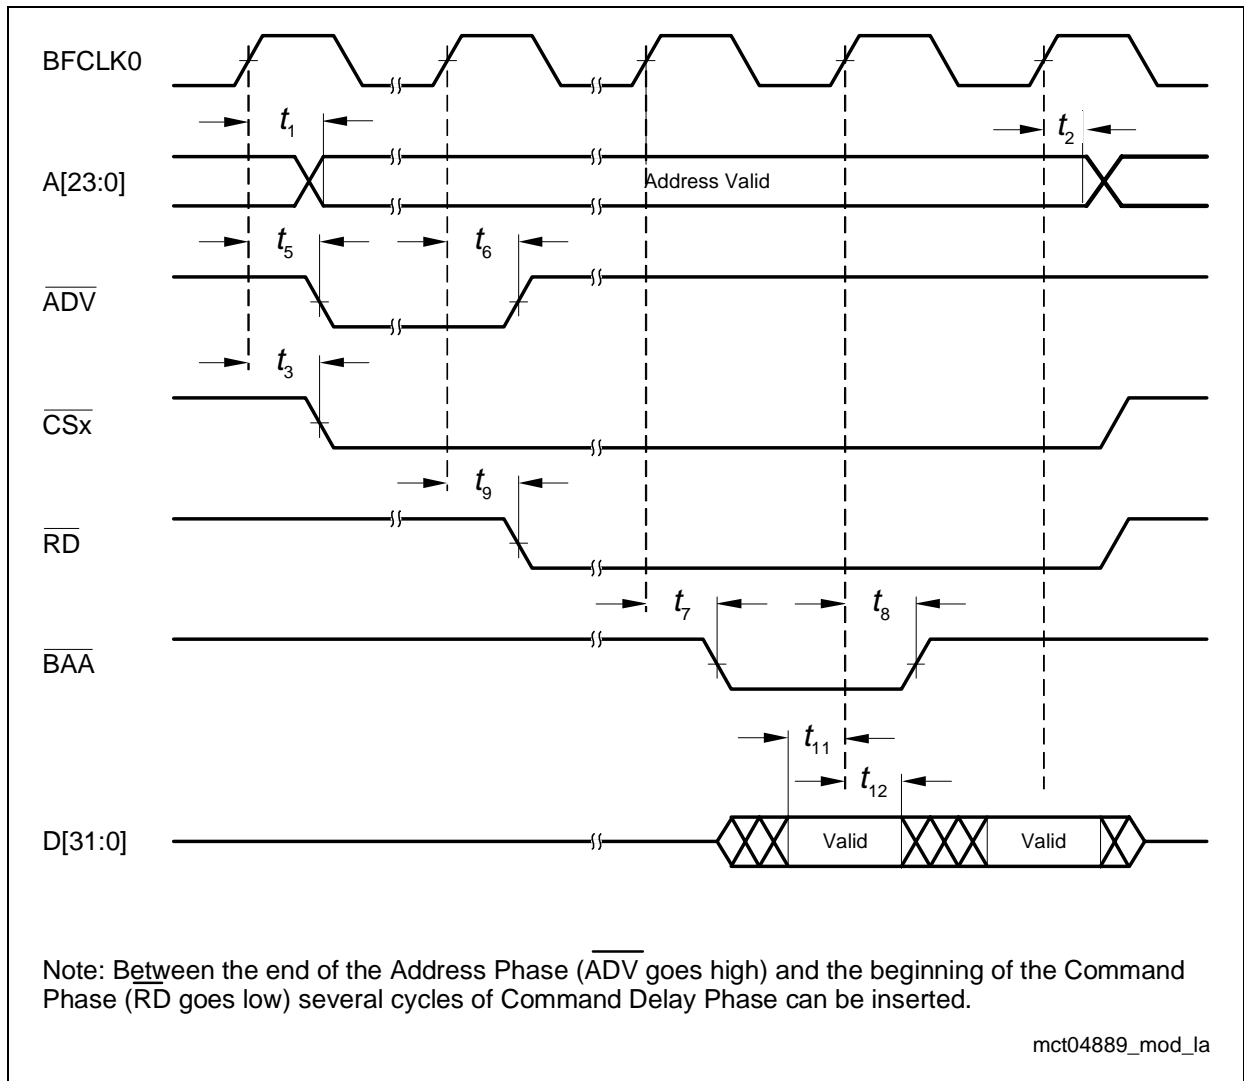 BFCLK0
t1
t2
A[23:0]
Address Valid
t5
t6
ADV
t3
CSx
t9
RD
t7
t8
BAA
t11
t12
D[31:0]
Valid
Valid
Note: Between the end of the Address Phase (ADV goes high) and the beginning of the Command
Phase (RD goes low) several cycles of Command Delay Phase can be inserted.
mct04889_mod_la